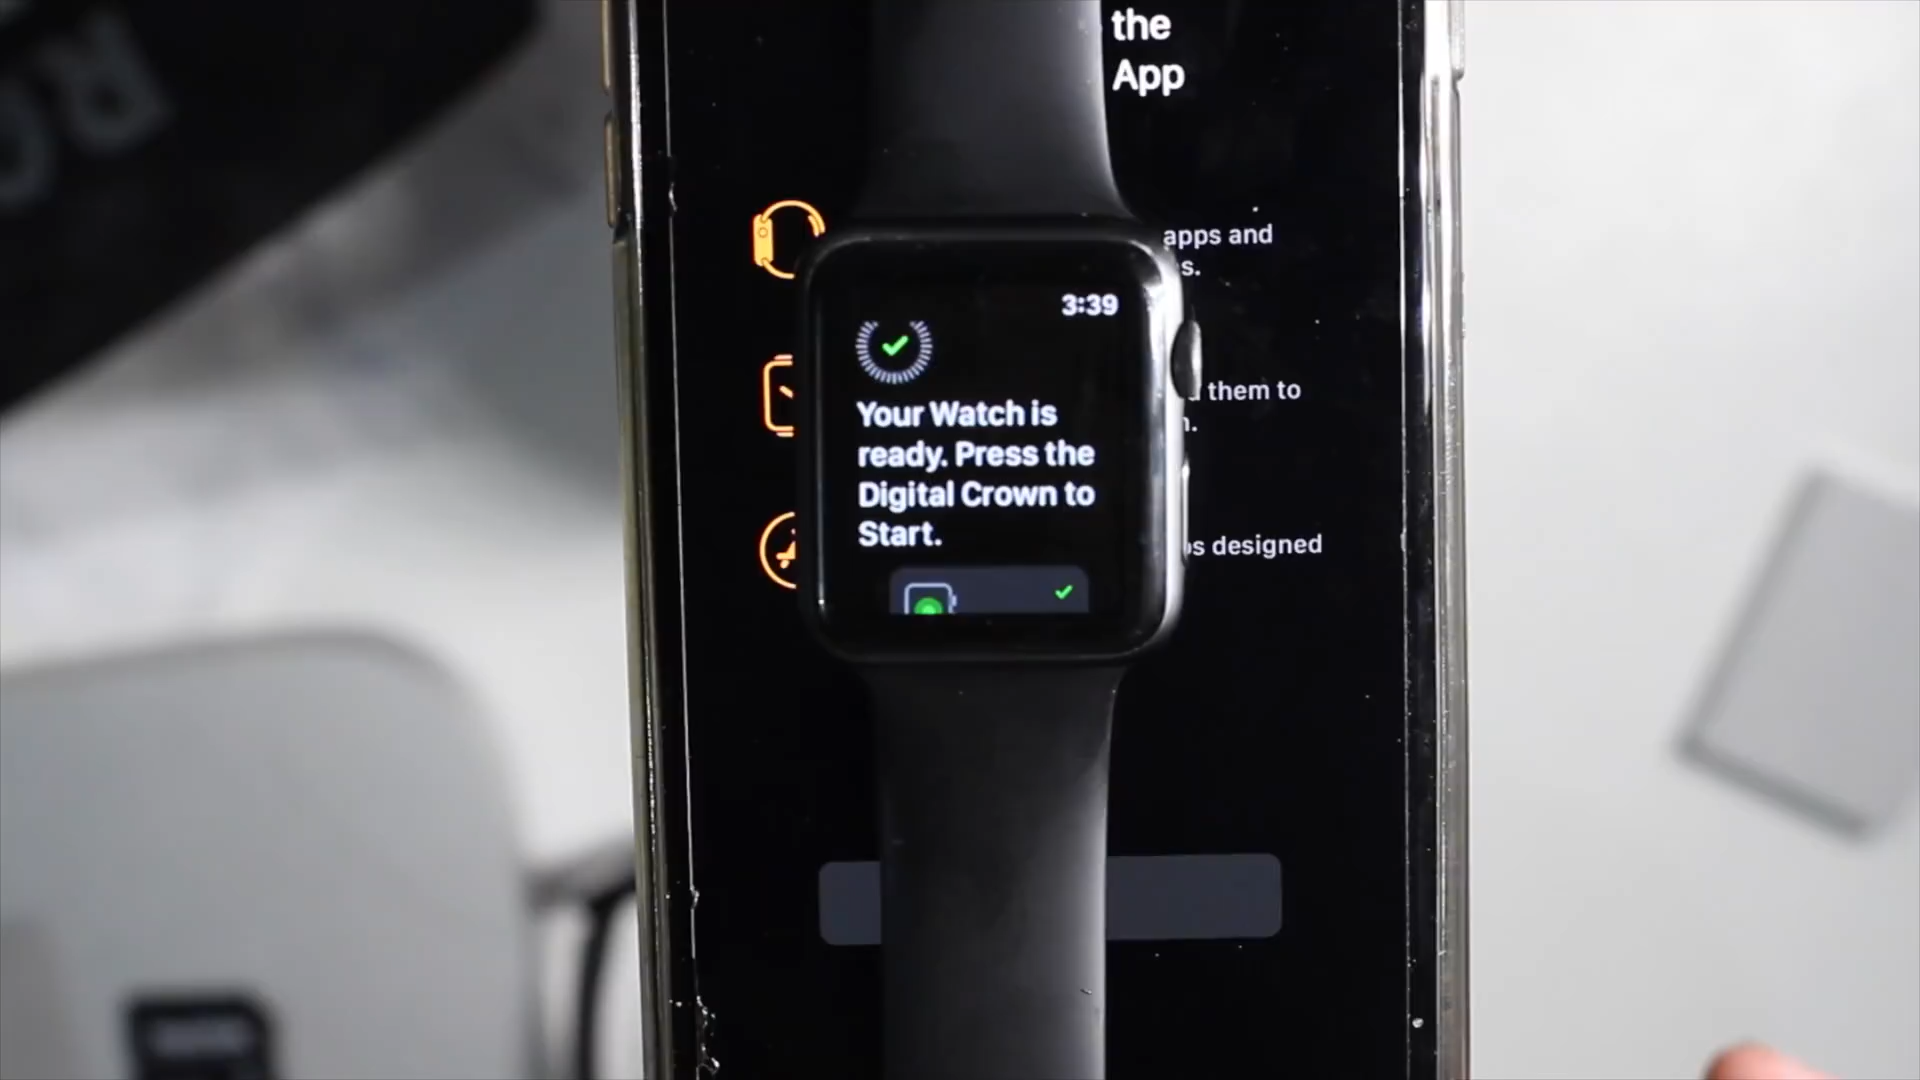 the
App
apps and
s.
3:39
Your Watch is
ready. Press the
Digital Crown to
Start.
them to
designed